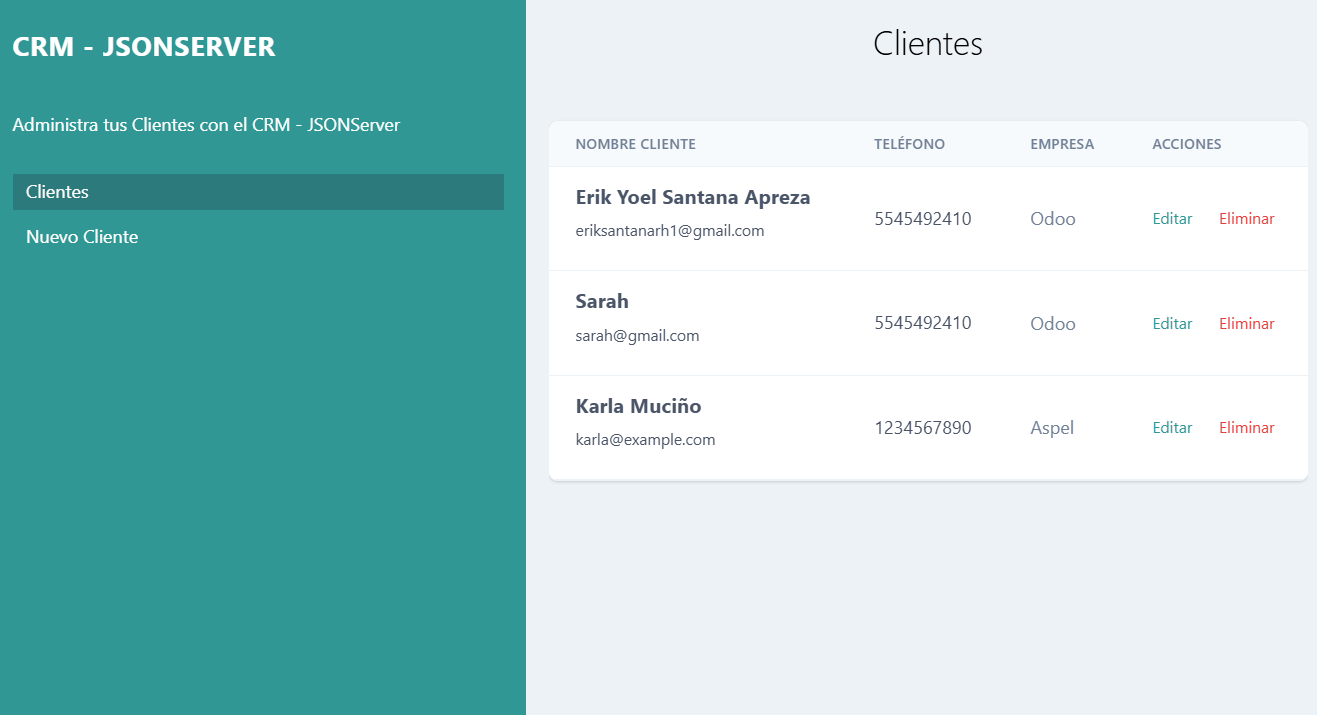 CRM - JSONSERVER
Administra tus Clientes con el CRM - JSONServer
Clientes
Nuevo Cliente
Clientes
NOMBRE CLIENTE TELÉFONO EMPRESA ACCIONES
Erik Yoel Santana Apreza
eriksantanarh1@gmail.com
5545492410 Odoo Editar Eliminar
Sarah
sarah@gmail.com
5545492410 Odoo Editar Eliminar
Karla Muciño
karla@example.com
1234567890 Aspel Editar Eliminar